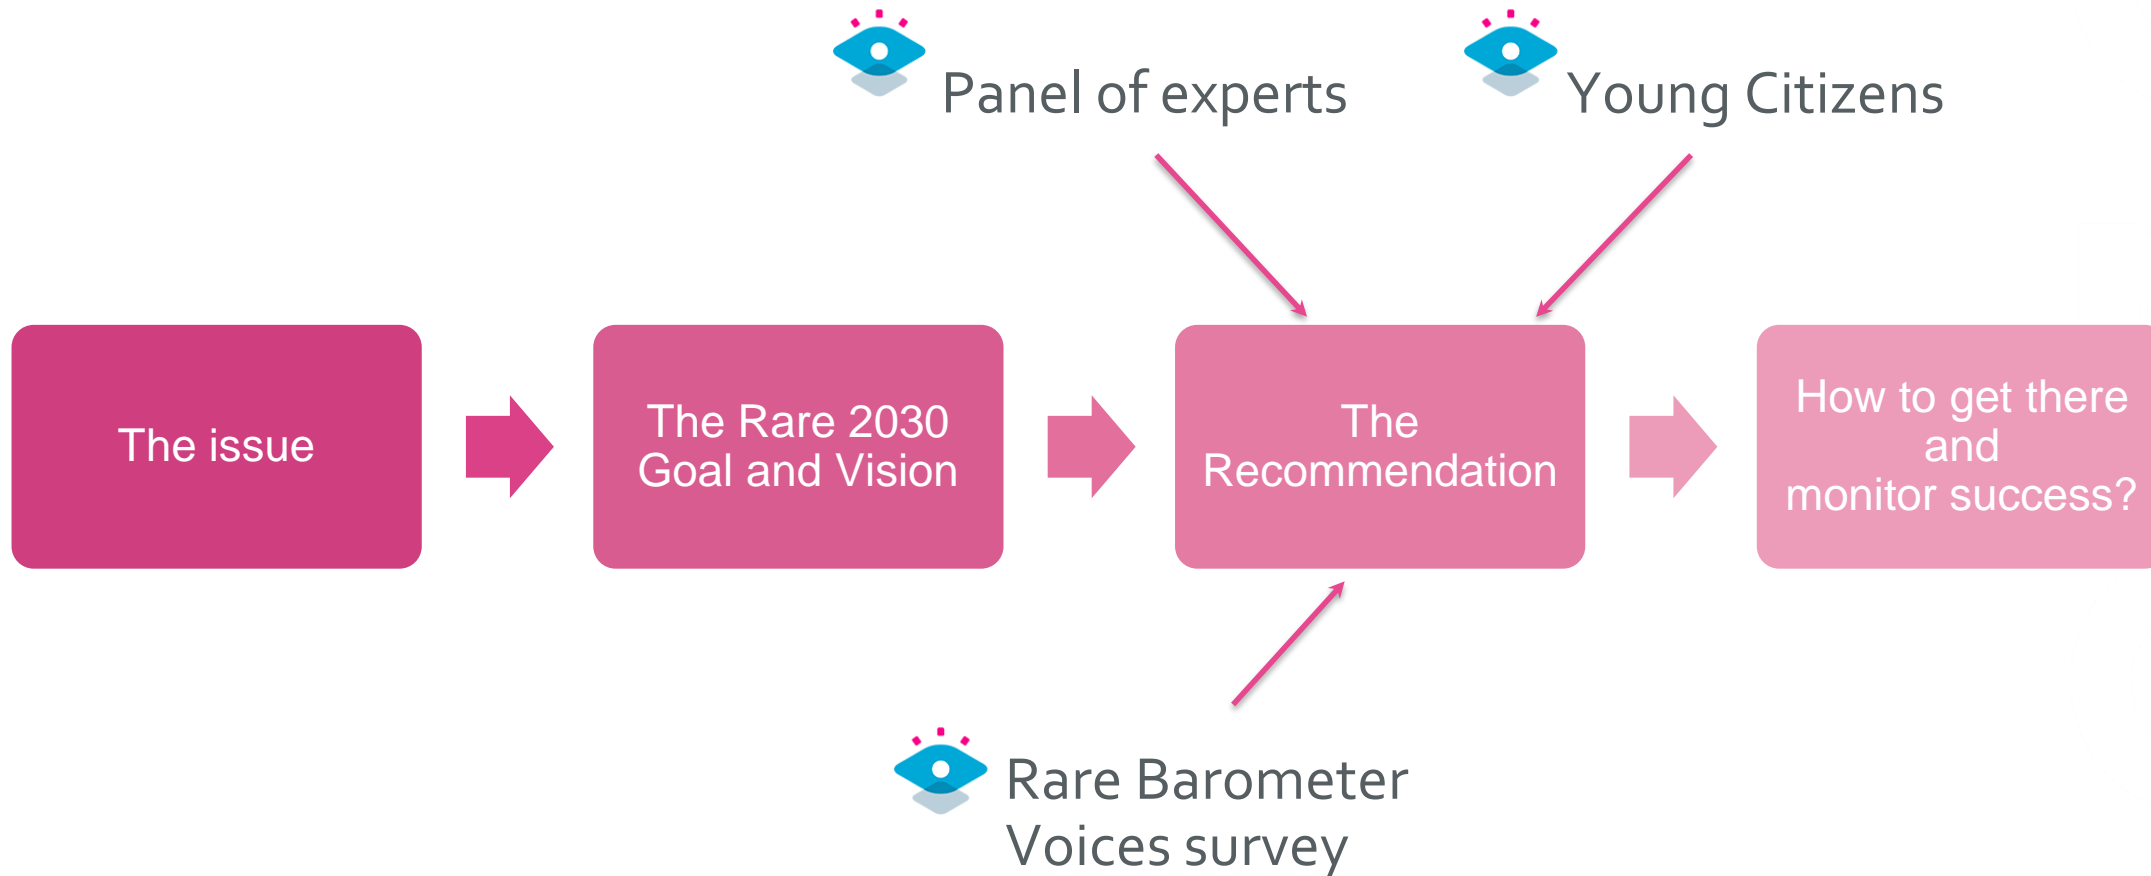 Panel of experts
Young Citizens
The issue
The Rare 2030
Goal and Vision
The
Recommendation
How to get there
and
monitor success?
Rare Barometer
Voices survey